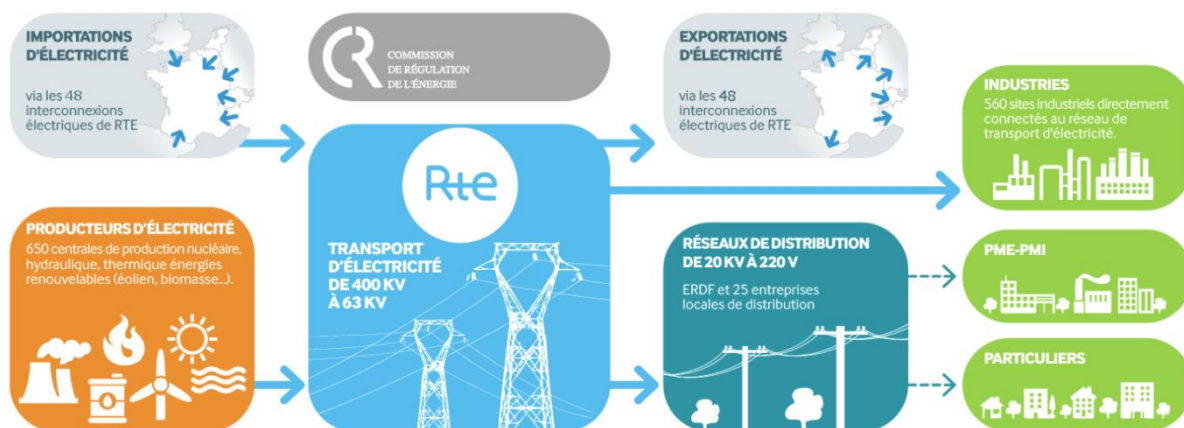 IMPORTATIONS
D'ÉLECTRICITÉ
via les 48
interconnexions
électriques de RTE
COMMISSION
DE RÉGULATION
DE L'ÉNERGIE
EXPORTATIONS
D'ÉLECTRICITÉ
via les 48
interconnexions
électriques de RTE
INDUSTRIES
560 sites industriels directement
connectés au réseau de
transport d'électricité.
PRODUCTEURS D'ÉLECTRICITÉ
650 centrales de production nucléaire,
hydraulique, thermique énergies
renouvelables (éolien, biomasse...).
Rte
TRANSPORT
D'ÉLECTRICITÉ
DE 400 KV
À 63 KV
RÉSEAUX DE DISTRIBUTION
DE 20 KV À 220 V
ERDF et 25 entreprises
locales de distribution
PME-PMI
PARTICULIERS